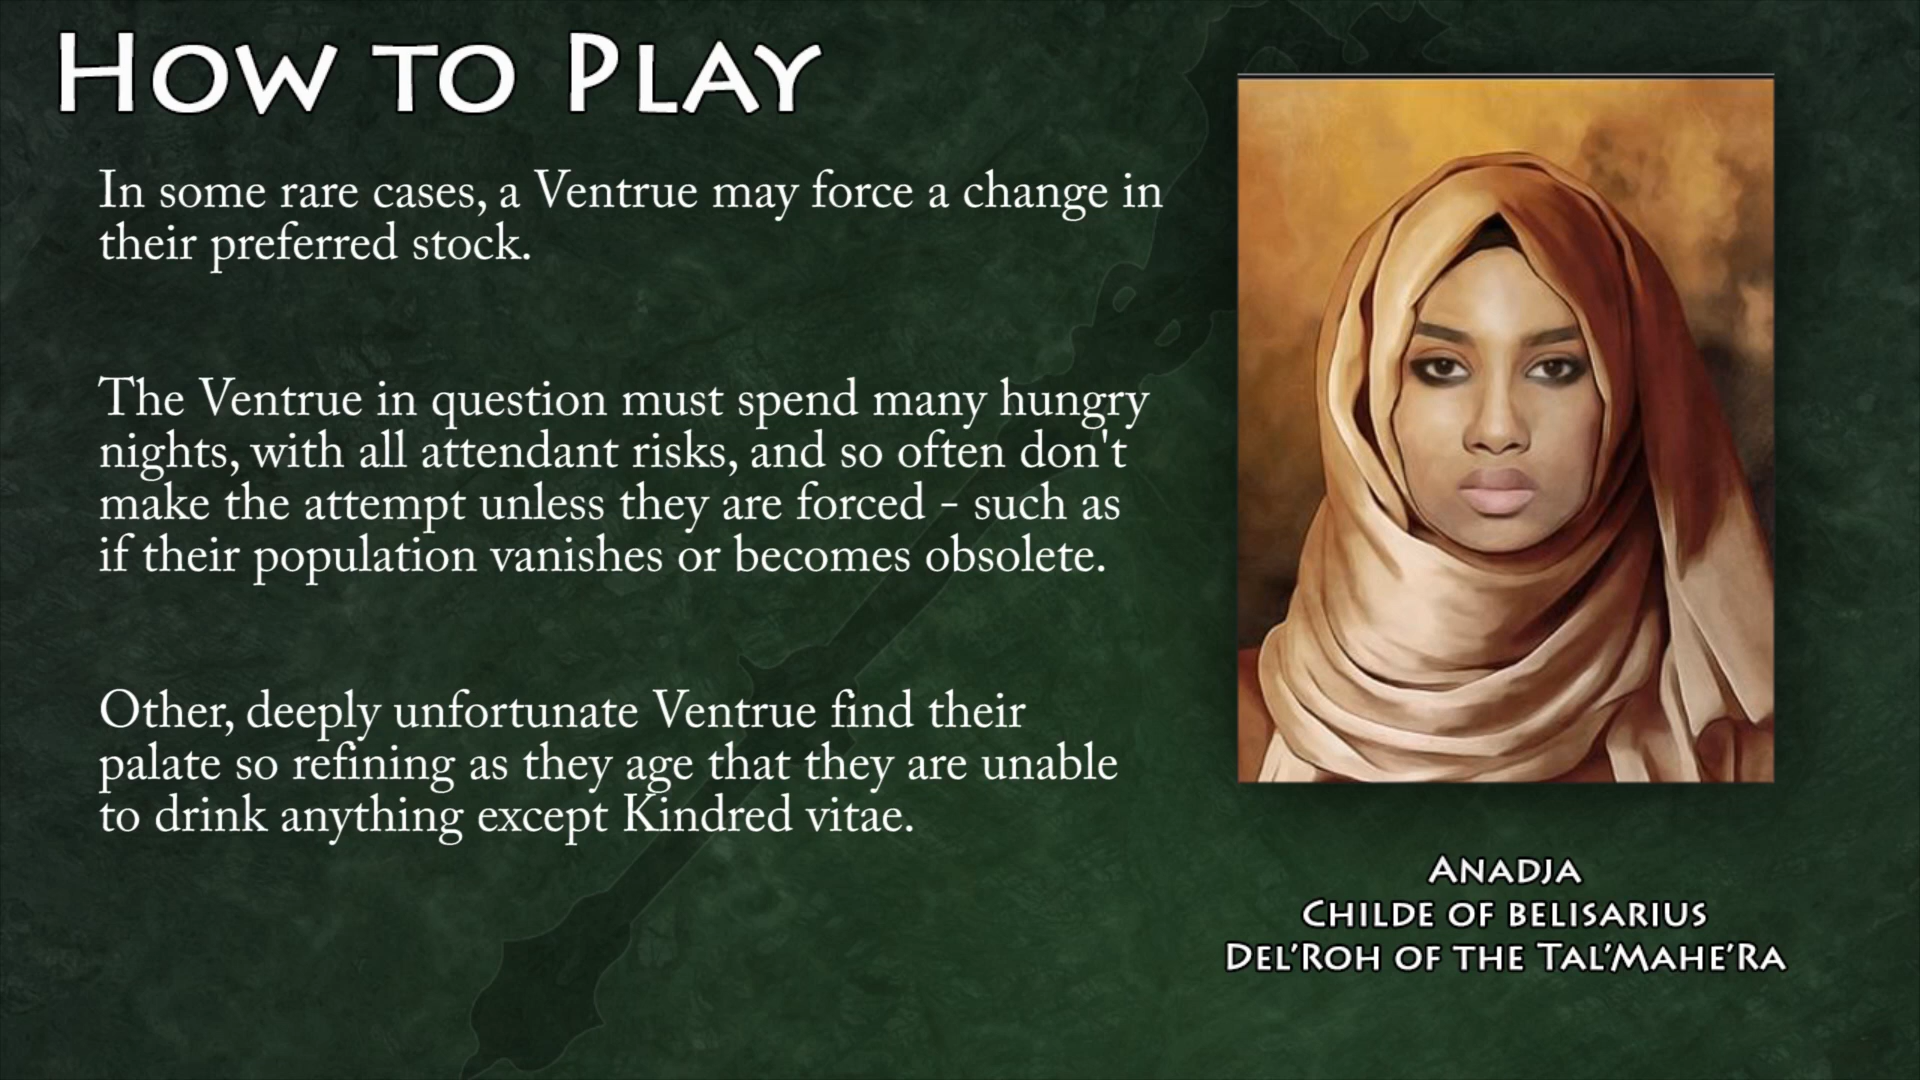 How to Play
In some rare cases, a Ventrue may force a change in
their preferred stock.
The Ventrue in question must spend many hungry
nights, with all attendant risks, and so often don't
make the attempt unless they are forced - such as
if their population vanishes or becomes obsolete.
Other, deeply unfortunate Ventrue find their
palate so refining as they age that they are unable
to drink anything except Kindred vitae.
Anadja
Childe of Belisarius
Del'Roh of the Tal'Mahe'Ra